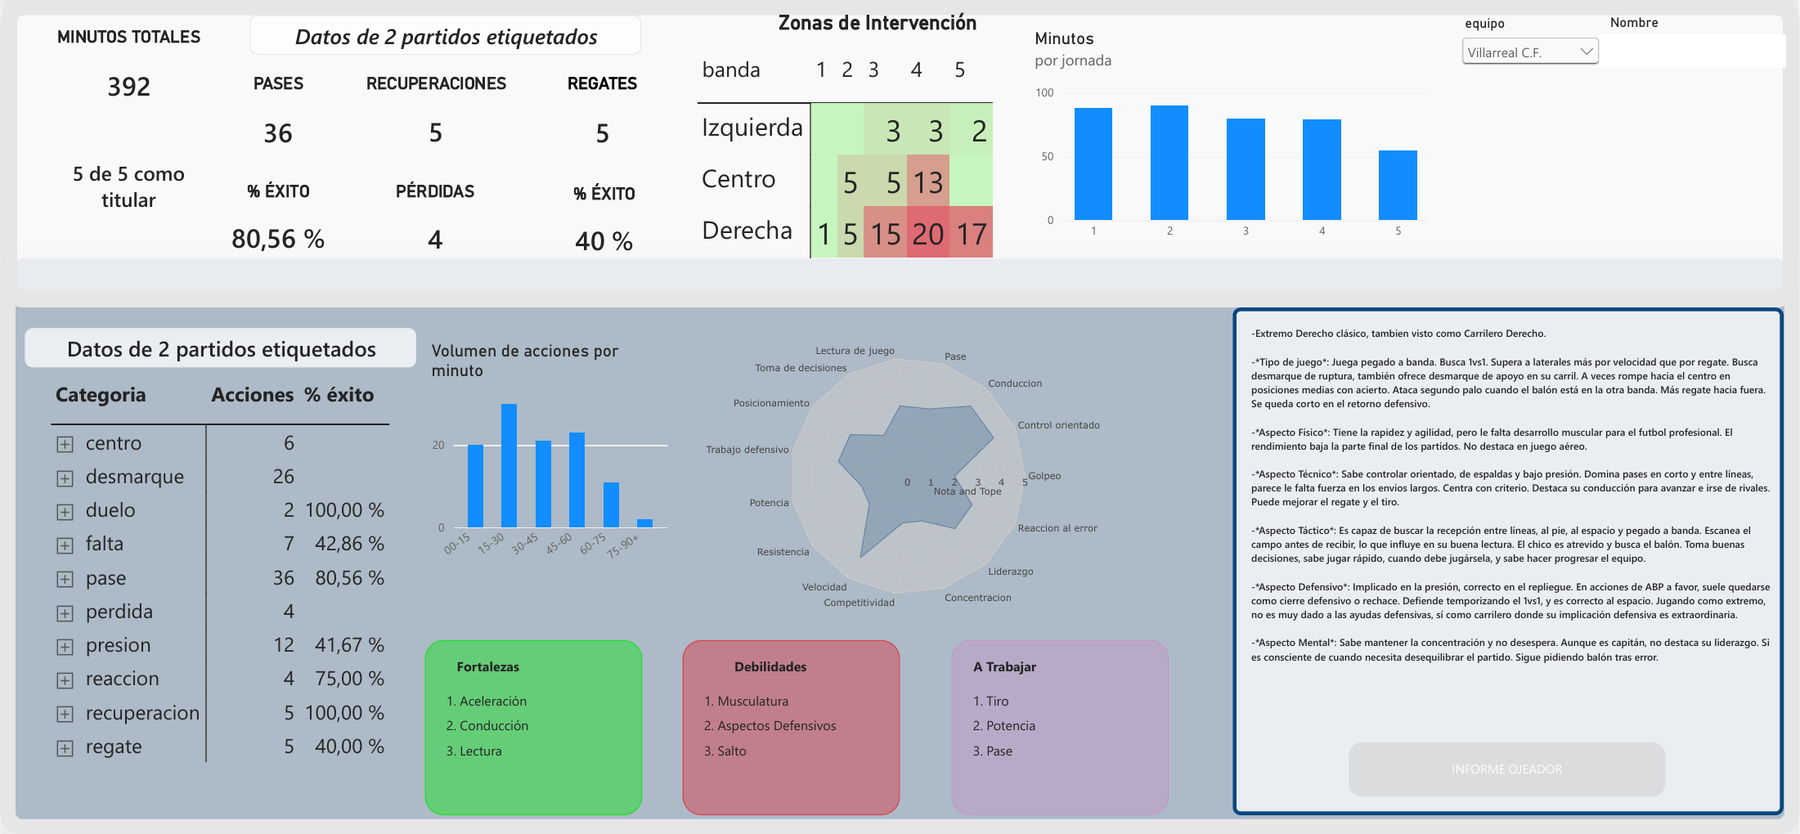 MINUTOS TOTALES
392
5 de 5 como
titular
Datos de 2 partidos etiquetados
PASES
RECUPERACIONES
REGATES
36
5
5
% ÉXITO
PÉRDIDAS
% ÉXITO
80,56 %
4
40 %
Zonas de Intervención
banda 1 2 3 4 5
Izquierda 3 3 2
Centro 5 5 13
Derecha 1 5 15 20 17
Minutos
por jornada
100
50
0
1 2 3 4 5
equipo
Villarreal C.F.
Nombre
Datos de 2 partidos etiquetados
Categoria Acciones % éxito
centro 6
desmarque 26
duelo 2 100,00 %
falta 7 42,86 %
pase 36 80,56 %
perdida 4
presion 12 41,67 %
reaccion 4 75,00 %
recuperacion 5 100,00 %
regate 5 40,00 %
Volumen de acciones por
minuto
20
0
00-15 15-30 30-45 45-60 60-75 75-90+
Lectura de juego
Pase
Toma de decisiones
Conduccion
Posicionamiento
Control orientado
Trabajo defensivo
Golpeo
0 1 2 3 4 5
Nota and Tope
Potencia
Reaccion al error
Resistencia
Liderazgo
Velocidad
Concentracion
Competitividad
Fortalezas
1. Aceleración
2. Conducción
3. Lectura
Debilidades
1. Musculatura
2. Aspectos Defensivos
3. Salto
A Trabajar
1. Tiro
2. Potencia
3. Pase
-Extremo Derecho clásico, tambien visto como Carrilero Derecho.
-*Tipo de juego*: Juega pegado a banda. Busca 1vs1. Supera a laterales más por velocidad que por regate. Busca
desmarque de ruptura, también ofrece desmarque de apoyo en su carril. A veces rompe hacia el centro en
posiciones medias con acierto. Ataca segundo palo cuando el balón está en la otra banda. Más regate hacia fuera.
Se queda corto en el retorno defensivo.
-*Aspecto Físico*: Tiene la rapidez y agilidad, pero le falta desarrollo muscular para el futbol profesional. El
rendimiento baja la parte final de los partidos. No destaca en juego aéreo.
-*Aspecto Técnico*: Sabe controlar orientado, de espaldas y bajo presión. Domina pases en corto y entre líneas,
parece le falta fuerza en los envíos largos. Centra con criterio. Destaca su conducción para avanzar e irse de rivales.
Puede mejorar el regate y el tiro.
-*Aspecto Táctico*: Es capaz de buscar la recepción entre líneas, al pie, al espacio y pegado a banda. Escanea el
campo antes de recibir, lo que influye en su buena lectura. El chico es atrevido y busca el balón. Toma buenas
decisiones, sabe jugar rápido, cuando debe jugársela, y sabe hacer progresar el equipo.
-*Aspecto Defensivo*: Implicado en la presión, correcto en el repliegue. En acciones de ABP a favor, suele quedarse
como cierre defensivo o rechace. Defiende temporizando el 1vs1, y es correcto al espacio. Jugando como extremo,
no es muy dado a las ayudas defensivas, sí como carrilero donde su implicación defensiva es extraordinaria.
-*Aspecto Mental*: Sabe mantener la concentración y no desespera. Aunque es capitán, no destaca su liderazgo. Si
es consciente de cuando necesita desequilibrar el partido. Sigue pidiendo balón tras error.
INFORME OJEADOR